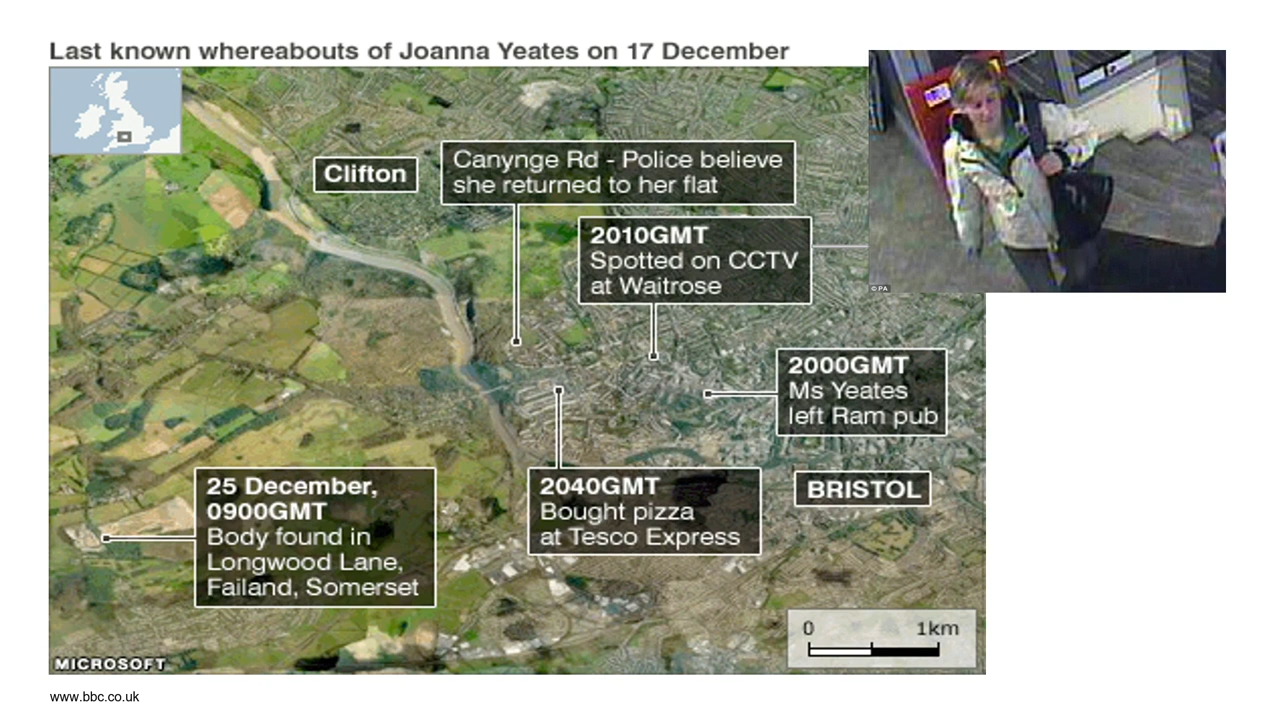 Last known whereabouts of Joanna Yeates on 17 December
Clifton
Canynge Rd - Police believe
she returned to her flat
2010GMT
Spotted on CCTV
at Waitrose
© PA
2000GMT
Ms Yeates
left Ram pub
25 December,
0900GMT
Body found in
Longwood Lane,
Failand, Somerset
2040GMT
Bought pizza
at Tesco Express
BRISTOL
0 1km
MICROSOFT
www.bbc.co.uk